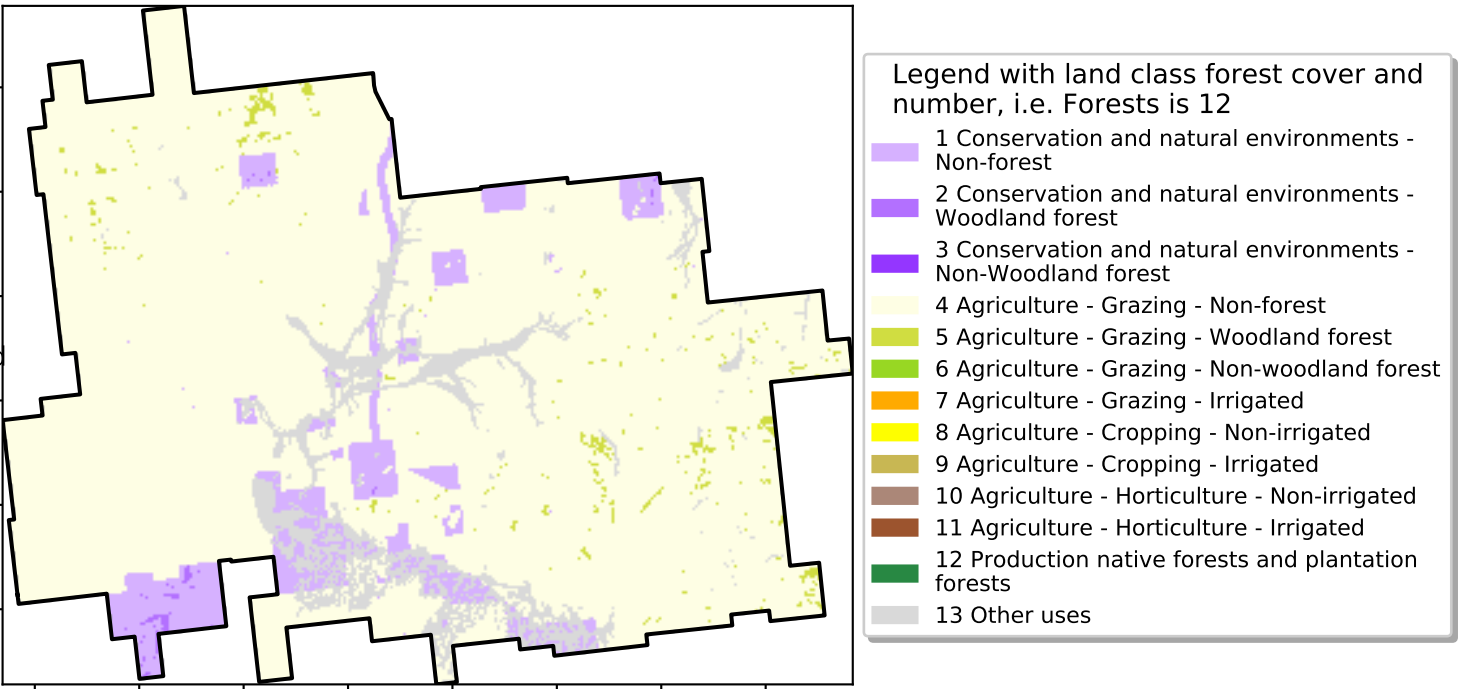 Legend with land class forest cover and
number, i.e. Forests is 12
1 Conservation and natural environments -
Non-forest
2 Conservation and natural environments -
Woodland forest
3 Conservation and natural environments -
Non-Woodland forest
4 Agriculture - Grazing - Non-forest
5 Agriculture - Grazing - Woodland forest
6 Agriculture - Grazing - Non-woodland forest
7 Agriculture - Grazing - Irrigated
8 Agriculture - Cropping - Non-irrigated
9 Agriculture - Cropping - Irrigated
10 Agriculture - Horticulture - Non-irrigated
11 Agriculture - Horticulture - Irrigated
12 Production native forests and plantation
forests
13 Other uses